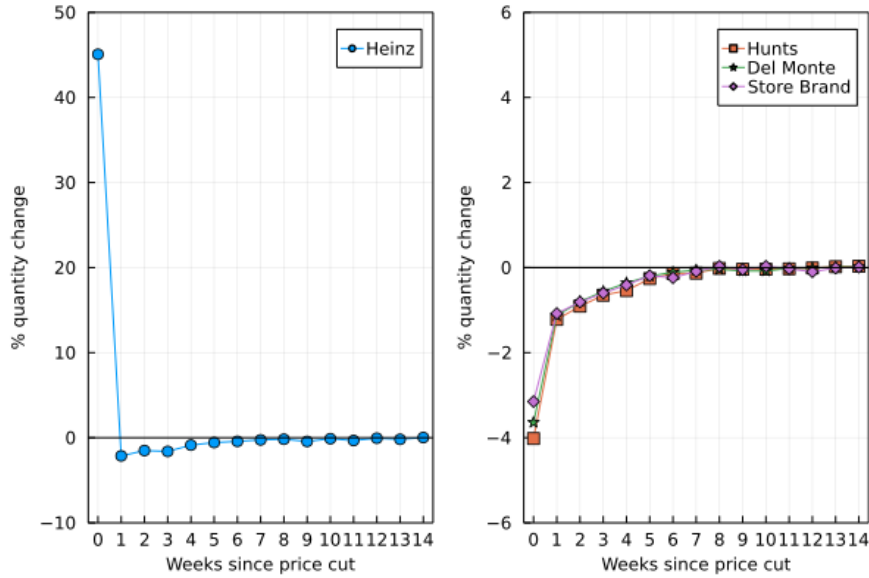 % quantity change
50
40
30
20
10
0
−10
0 1 2 3 4 5 6 7 8 9 10 11 12 13 14
Weeks since price cut
Heinz
% quantity change
6
4
2
0
−2
−4
−6
0 1 2 3 4 5 6 7 8 9 10 11 12 13 14
Weeks since price cut
Hunts
Del Monte
Store Brand